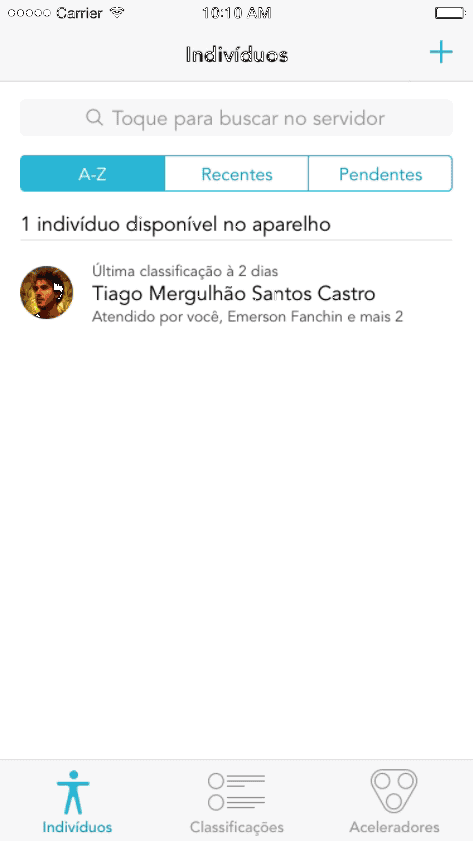 Carrier 10:10 AM
Indivíduos
Toque para buscar no servidor
A-Z Recentes Pendentes
1 indivíduo disponível no aparelho
Última classificação à 2 dias
Tiago Mergulhão Santos Castro
Atendido por você, Emerson Fanchin e mais 2
Indivíduos Classificações Aceleradores